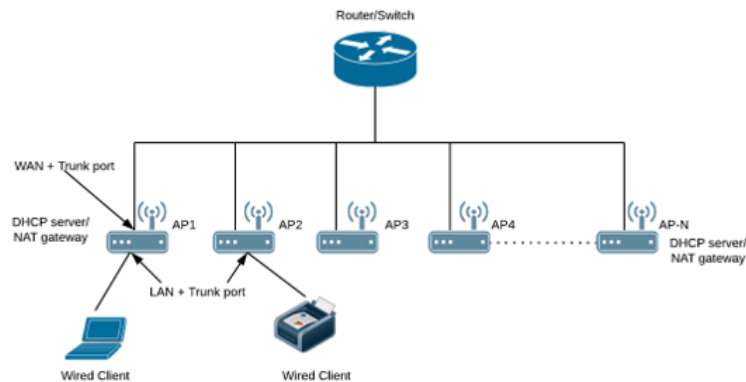 Router/Switch
WAN + Trunk port
DHCP server/
NAT gateway
AP1
AP2
AP3
AP4
AP-N
DHCP server/
NAT gateway
LAN + Trunk port
Wired Client
Wired Client